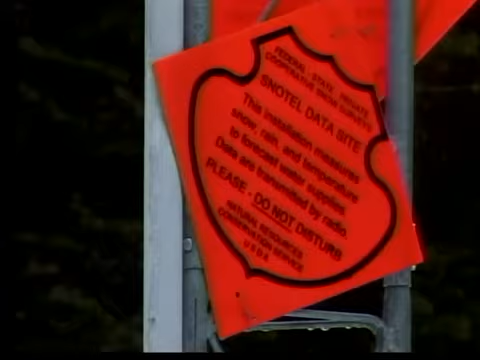 FEDERAL - STATE - PRIVATE
COOPERATIVE SNOW SURVEYS
SNOTEL DATA SITE
This installation measures
snow, rain, and temperature
to forecast water supplies.
Data are transmitted by radio.
PLEASE - DO NOT DISTURB
NATURAL RESOURCES
CONSERVATION SERVICE
USDA